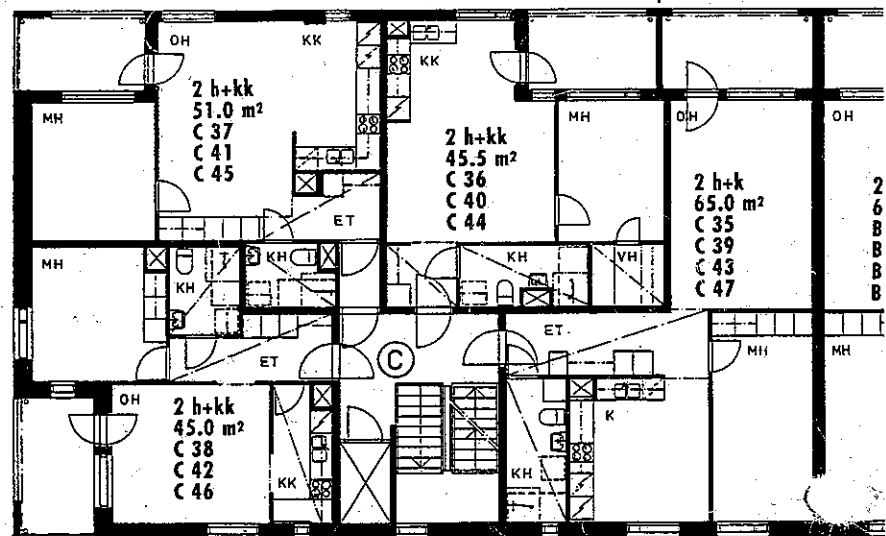 OH
KK
MH
2 h+kk
51.0 m²
C 37
C 41
C 45
ET
KH
KK
2 h+kk
45.5 m²
C 36
C 40
C 44
MH
KH
VH
OH
2 h+k
65.0 m²
C 35
C 39
C 43
C 47
OH
2
6
B
B
B
B
MH
KH
ET
C
OH
2 h+kk
45.0 m²
C 38
C 42
C 46
KK
ET
K
KH
MH
MH